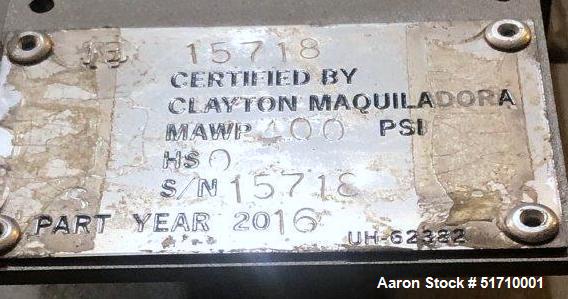 15718
CERTIFIED BY
CLAYTON MAQUILADORA
MAWP 400 PSI
HS 0
S/N 15718
PART YEAR 2016
UH-62382
Aaron Stock # 51710001